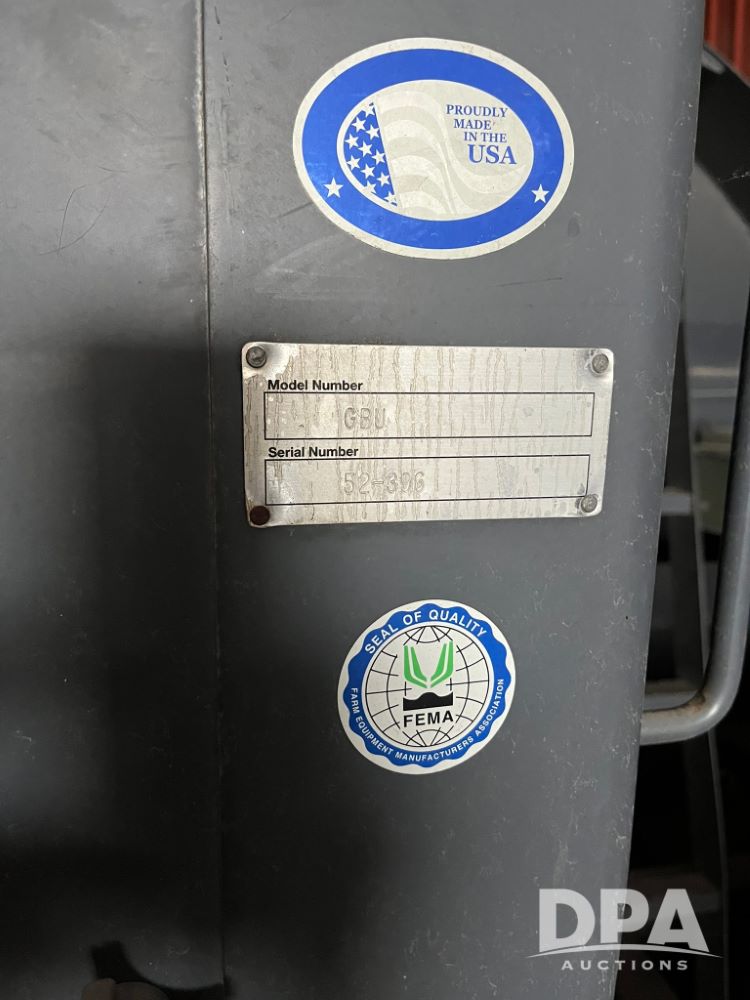 PROUDLY
MADE
IN THE
USA
Model Number
GBU
Serial Number
52-306
SEAL OF QUALITY
FEMA
FARM EQUIPMENT MANUFACTURERS ASSOCIATION
DPA
AUCTIONS